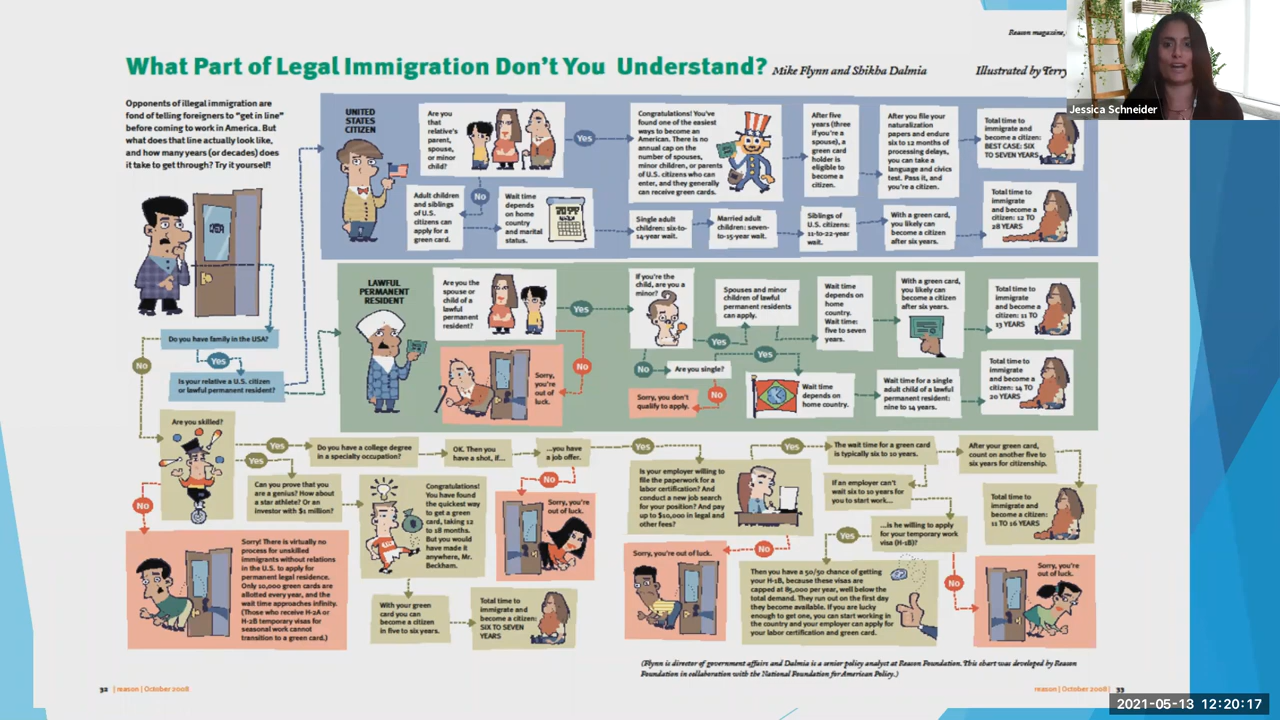 Reason magazine,
What Part of Legal Immigration Don't You Understand? Mike Flynn and Shikha Dalmia
Illustrated by Terry
Jessica Schneider
Opponents of illegal immigration are
fond of telling foreigners to "get in line"
before coming to work in America. But
what does that line actually look like,
and how many years (or decades) does
it take to get through? Try it yourself!
Do you have family in the USA?
No
Yes
Is your relative a U.S. citizen
or lawful permanent resident?
UNITED
STATES
CITIZEN
Are you
that
relative's
parent,
spouse,
or minor
child?
Yes
Congratulations! You've
found one of the easiest
ways to become an
American. There is no
annual cap on the
number of spouses,
minor children, or parents
of U.S. citizens who can
enter, and they generally
can receive green cards.
After five
years (three
if you're a
spouse), a
green card
holder is
eligible to
become a
citizen.
After you file your
naturalization
papers and endure
six to 12 months of
processing delays,
you can take a
language and civics
test. Pass it, and
you're a citizen.
Total time to
immigrate and
become a citizen:
BEST CASE: SIX
TO SEVEN YEARS
No
Adult children
and siblings
of U.S.
citizens can
apply for a
green card.
Wait time
depends
on home
country
and marital
status.
Single adult
children: six-to-
14-year wait.
Married adult
children: seven-
to-15-year wait.
Siblings of
U.S. citizens:
11-to-22-year
wait.
With a green card,
you likely can
become a citizen
after six years.
Total time to
immigrate
and become a
citizen: 12 TO
28 YEARS
LAWFUL
PERMANENT
RESIDENT
Are you the
spouse or
child of a
lawful
permanent
resident?
Yes
No
Sorry,
you're
out of
luck.
If you're the
child, are you a
minor?
Yes
No
Spouses and minor
children of lawful
permanent residents
can apply.
Wait time
depends on
home
country.
Wait time:
five to seven
years.
With a green card,
you likely can
become a citizen
after six years.
Total time to
immigrate
and become a
citizen: 11 TO
13 YEARS
Are you single?
Yes
No
Sorry, you don't
qualify to apply.
Wait time
depends on
home country.
Wait time for a single
adult child of a lawful
permanent resident:
nine to 14 years.
Total time to
immigrate
and become a
citizen: 14 TO
20 YEARS
Are you skilled?
Yes
Yes
No
Do you have a college degree
in a specialty occupation?
OK. Then you
have a shot, if...
...you have
a job offer.
Yes
No
Sorry, you're
out of luck.
Can you prove that you
are a genius? How about
a star athlete? Or an
investor with $1 million?
Congratulations!
You have found
the quickest
way to get a
green card,
taking 12
to 18 months.
But you would
have made it
anywhere, Mr.
Beckham.
With your green
card you can
become a citizen
in five to six years.
Total time to
immigrate and
become a citizen:
SIX TO SEVEN
YEARS
Sorry! There is virtually no
process for unskilled
immigrants without relations
in the U.S. to apply for
permanent legal residence.
Only 10,000 green cards are
allotted every year, and the
wait time approaches infinity.
(Those who receive H-2A or
H-2B temporary visas for
seasonal work cannot
transition to a green card.)
Is your employer willing to
file the paperwork for a
labor certification? And
conduct a new job search
for your position? And pay
up to $10,000 in legal and
other fees?
Yes
No
Sorry, you're out of luck.
The wait time for a green card
is typically six to 10 years.
After your green card,
count on another five to
six years for citizenship.
Total time to
immigrate and
become a citizen:
11 TO 16 YEARS
If an employer can't
wait six to 10 years for
you to start work...
...is he willing to apply
for your temporary work
visa (H-1B)?
Yes
No
Then you have a 50/50 chance of getting
your H-1B, because these visas are
capped at 85,000 per year, well below the
total demand. They run out on the first day
they become available. If you are lucky
enough to get one, you can start working in
the country and your employer can apply for
your labor certification and green card.
Sorry, you're
out of luck.
(Flynn is director of government affairs and Dalmia is a senior policy analyst at Reason Foundation. This chart was developed by Reason
Foundation in collaboration with the National Foundation for American Policy.)
32 | reason | October 2008
reason | October 2008 | 33
2021-05-13 12:20:17